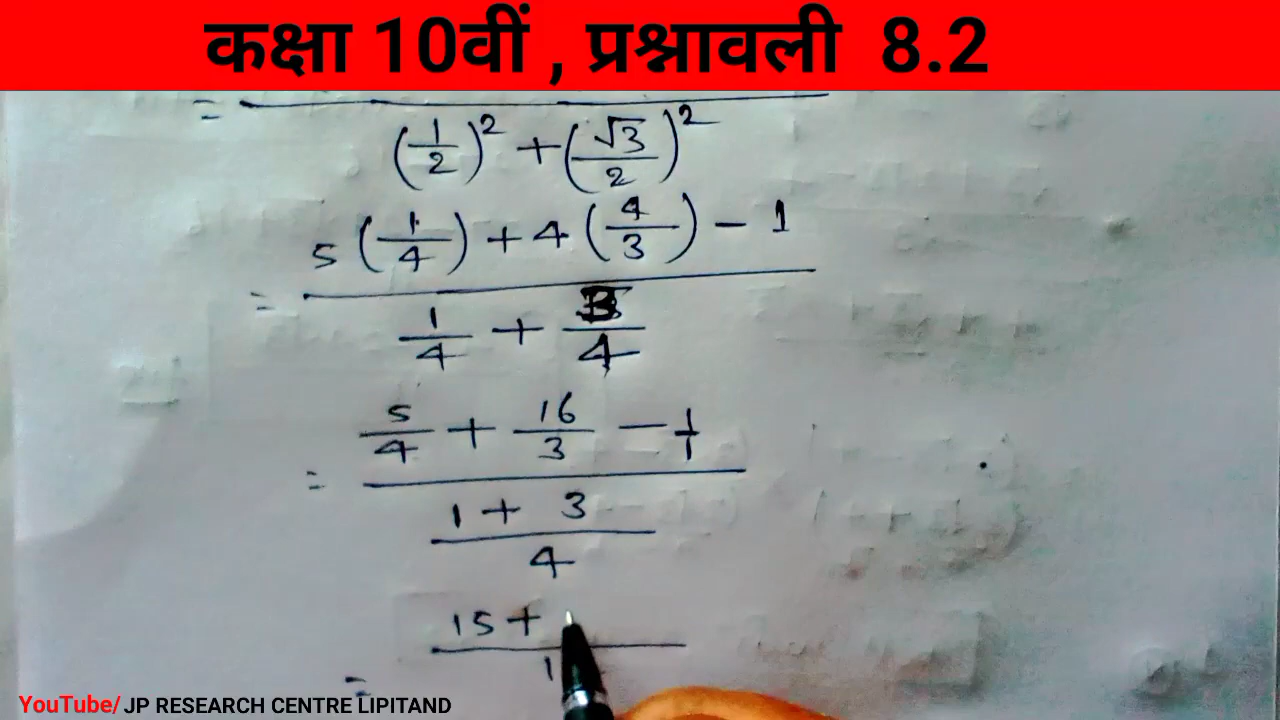 कक्षा 10वीं , प्रश्नावली 8.2
=
(1/2)² + (√3/2)²
5 (1/4) + 4 (4/3) - 1
=
1/4 + 3/4
5/4 + 16/3 - 1/1
=
1 + 3
4
15 +
=
1
YouTube/ JP RESEARCH CENTRE LIPITAND